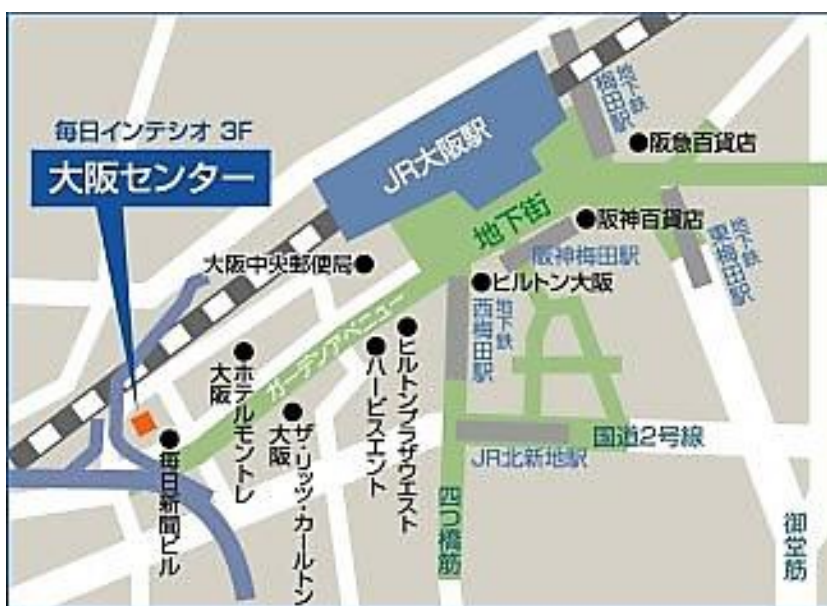 毎日インテシオ 3F
大阪センター
JR大阪駅
地下鉄
梅田駅
阪急百貨店
地下街
阪神百貨店
阪神梅田駅
地下鉄
東梅田駅
大阪中央郵便局
ヒルトン大阪
地下鉄
西梅田駅
ガーデンアベニュー
ヒルトンプラザウエスト
ハービスエント
ホテルモントレ
大阪
ザ・リッツ・カールトン
大阪
毎日新聞ビル
国道2号線
JR北新地駅
四つ橋筋
御堂筋